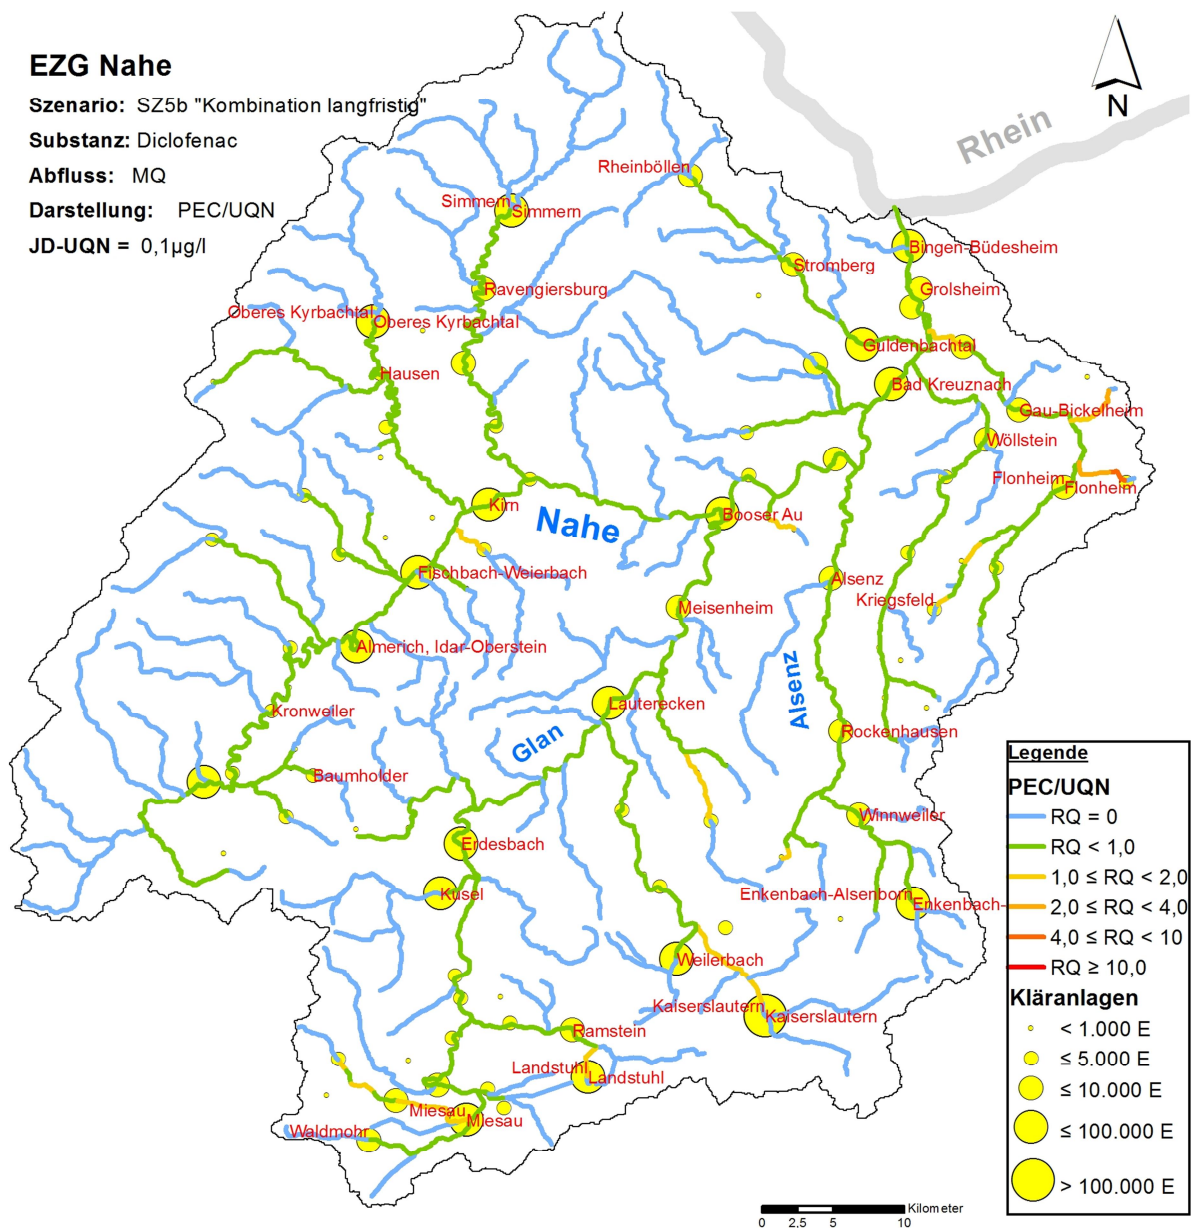 EZG Nahe
Szenario: SZ5b "Kombination langfristig"
Substanz: Diclofenac
Abfluss: MQ
Darstellung: PEC/UQN
JD-UQN = 0,1µg/l
N
Rhein
Rheinböllen
Simmern
Simmern
Bingen-Büdesheim
Stromberg
Ravengiersburg
Grolsheim
Oberes Kyrbachtal
Oberes Kyrbachtal
Guldenbachtal
Hausen
Bad Kreuznach
Gau-Bickelheim
Wöllstein
Flonheim
Flonheim
Kirn
Nahe
Booser Au
Fischbach-Weierbach
Alsenz
Kriegsfeld
Meisenheim
Almerich, Idar-Oberstein
Alsenz
Lauterecken
Kronweiler
Glan
Rockenhausen
Baumholder
Winnweiler
Erdesbach
Kusel
Enkenbach-Alsenborn
Enkenbach-
Weilerbach
Kaiserslautern
Kaiserslautern
Ramstein
Landstuhl
Landstuhl
Miesau
Miesau
Waldmohr
Legende
PEC/UQN
RQ = 0
RQ < 1,0
1,0 ≤ RQ < 2,0
2,0 ≤ RQ < 4,0
4,0 ≤ RQ < 10
RQ ≥ 10,0
Kläranlagen
< 1.000 E
≤ 5.000 E
≤ 10.000 E
≤ 100.000 E
> 100.000 E
Kilometer
0 2,5 5 10